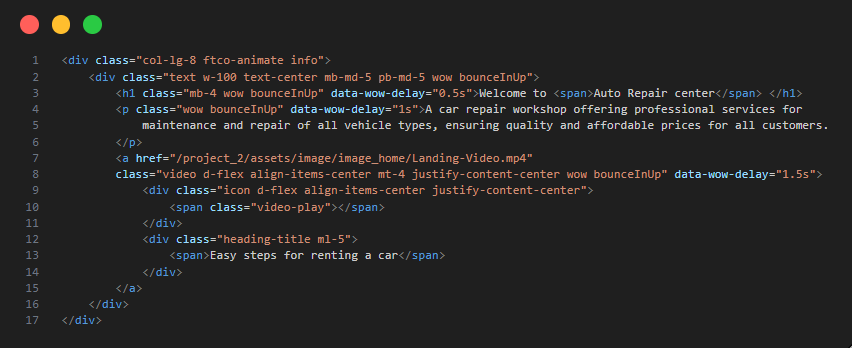 1 <div class="col-lg-8 ftco-animate info">
2 <div class="text w-100 text-center mb-md-5 pb-md-5 wow bounceInUp">
3 <h1 class="mb-4 wow bounceInUp" data-wow-delay="0.5s">Welcome to <span>Auto Repair center</span> </h1>
4 <p class="wow bounceInUp" data-wow-delay="1s">A car repair workshop offering professional services for
5 maintenance and repair of all vehicle types, ensuring quality and affordable prices for all customers.
6 </p>
7 <a href="/project_2/assets/image/image_home/Landing-Video.mp4"
8 class="video d-flex align-items-center mt-4 justify-content-center wow bounceInUp" data-wow-delay="1.5s">
9 <div class="icon d-flex align-items-center justify-content-center">
10 <span class="video-play"></span>
11 </div>
12 <div class="heading-title ml-5">
13 <span>Easy steps for renting a car</span>
14 </div>
15 </a>
16 </div>
17 </div>